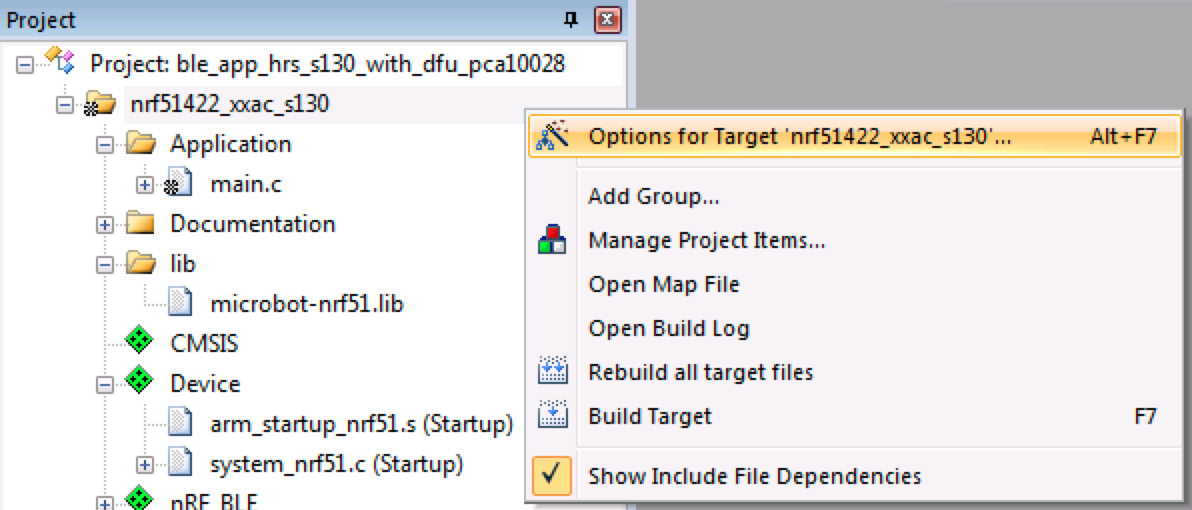 Project
Project: ble_app_hrs_s130_with_dfu_pca10028
nrf51422_xxac_s130
Application
main.c
Documentation
lib
microbot-nrf51.lib
CMSIS
Device
arm_startup_nrf51.s (Startup)
system_nrf51.c (Startup)
nRF_BLE
Options for Target 'nrf51422_xxac_s130'... Alt+F7
Add Group...
Manage Project Items...
Open Map File
Open Build Log
Rebuild all target files
Build Target F7
Show Include File Dependencies